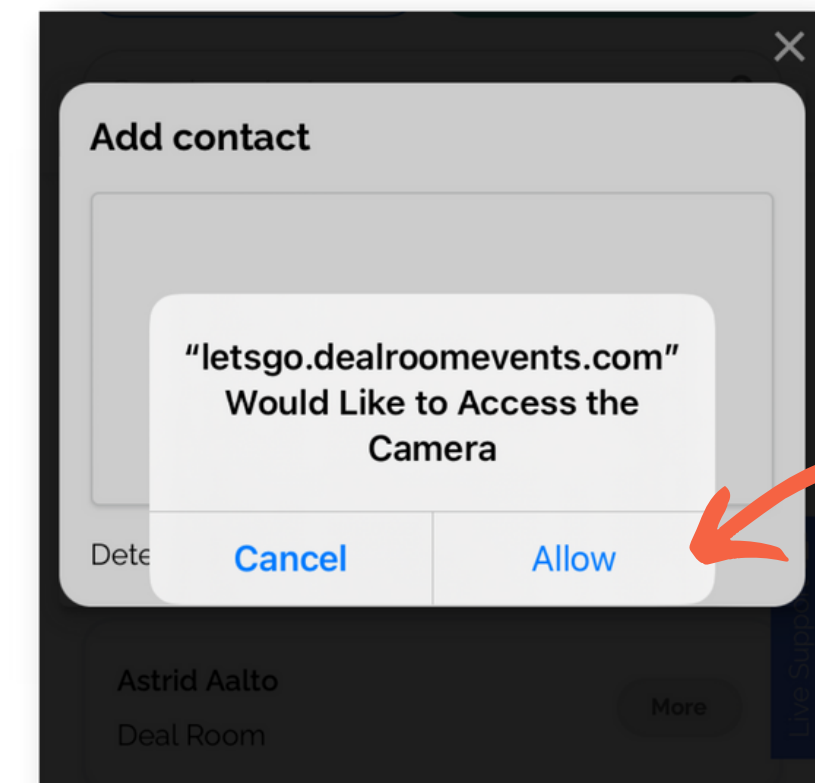 Add contact
“letsgo.dealroomevents.com”
Would Like to Access the
Camera
Dete
Cancel
Allow
Astrid Aalto
More
Deal Room
Live Suppo